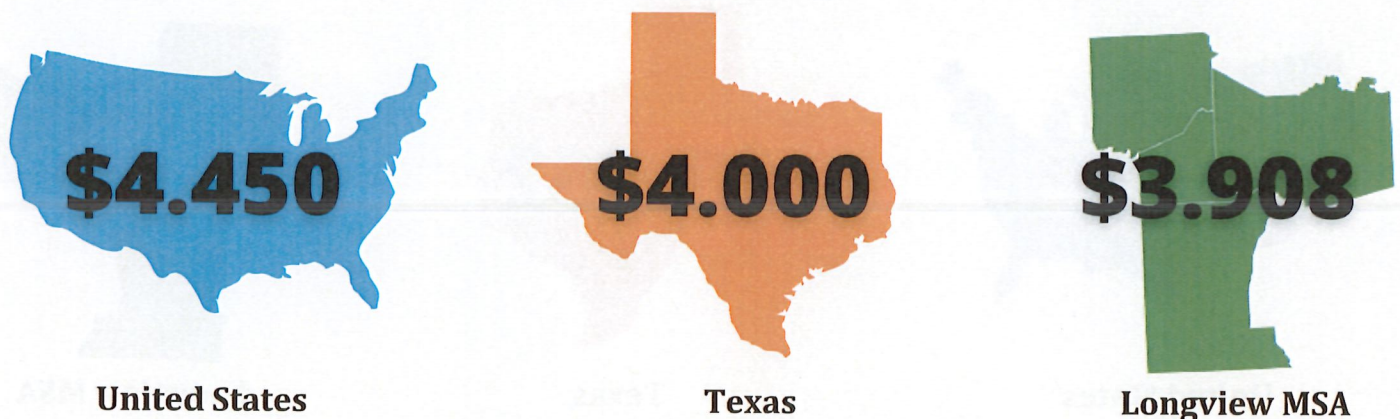 $4.450
$4.000
$3.908
United States
Texas
Longview MSA